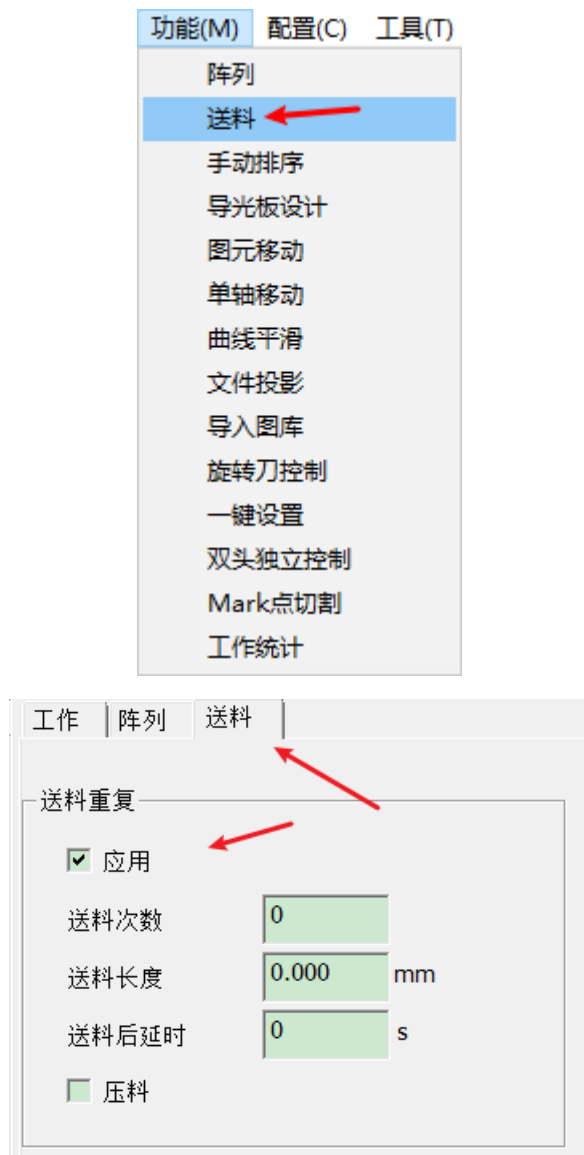 功能(M) 配置(C) 工具(T)
阵列
送料
手动排序
导光板设计
图元移动
单轴移动
曲线平滑
文件投影
导入图库
旋转刀控制
一键设置
双头独立控制
Mark点切割
工作统计
工作 阵列 送料
送料重复
应用
送料次数 0
送料长度 0.000 mm
送料后延时 0 s
压料